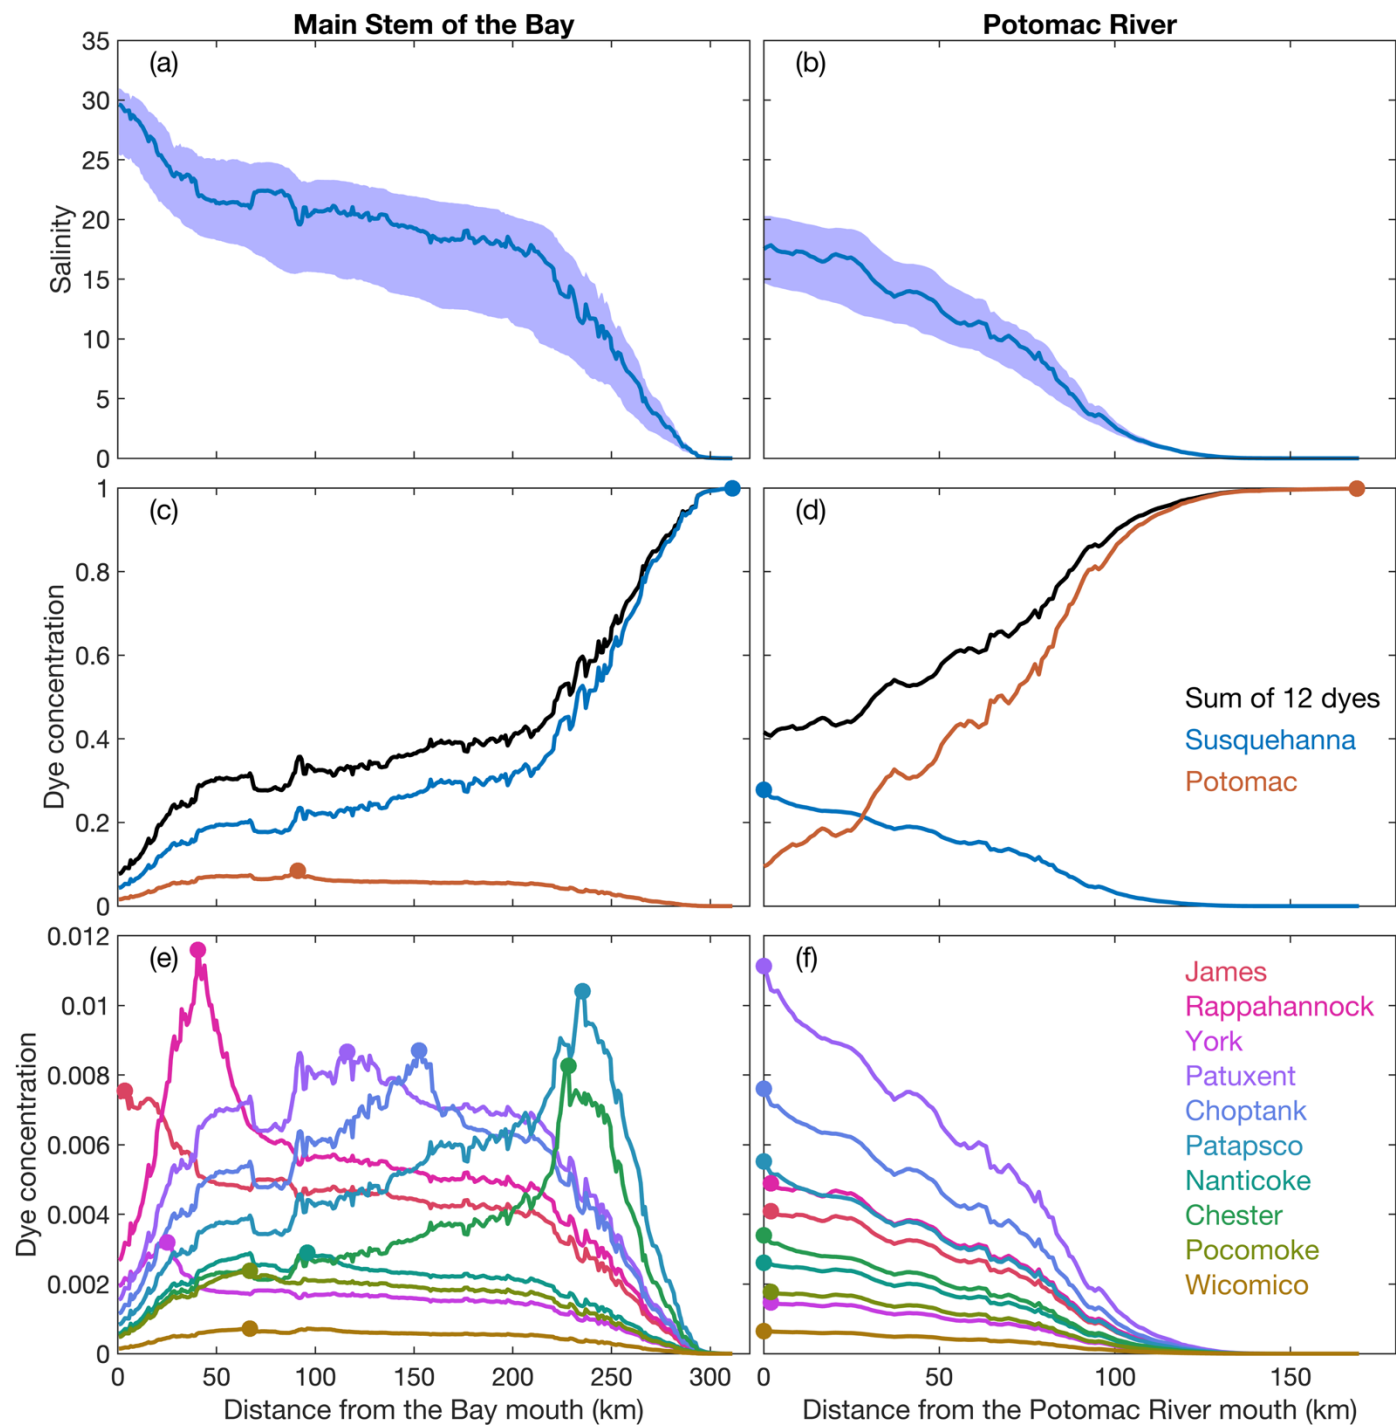 Main Stem of the Bay
Potomac River
(a)
(b)
35
30
25
20
15
10
5
0
Salinity
(c)
(d)
1
0.8
0.6
0.4
0.2
0
Dye concentration
Sum of 12 dyes
Susquehanna
Potomac
(e)
(f)
0.012
0.01
0.008
0.006
0.004
0.002
0
Dye concentration
James
Rappahannock
York
Patuxent
Choptank
Patapsco
Nanticoke
Chester
Pocomoke
Wicomico
0 50 100 150 200 250 300
0 50 100 150
Distance from the Bay mouth (km)
Distance from the Potomac River mouth (km)